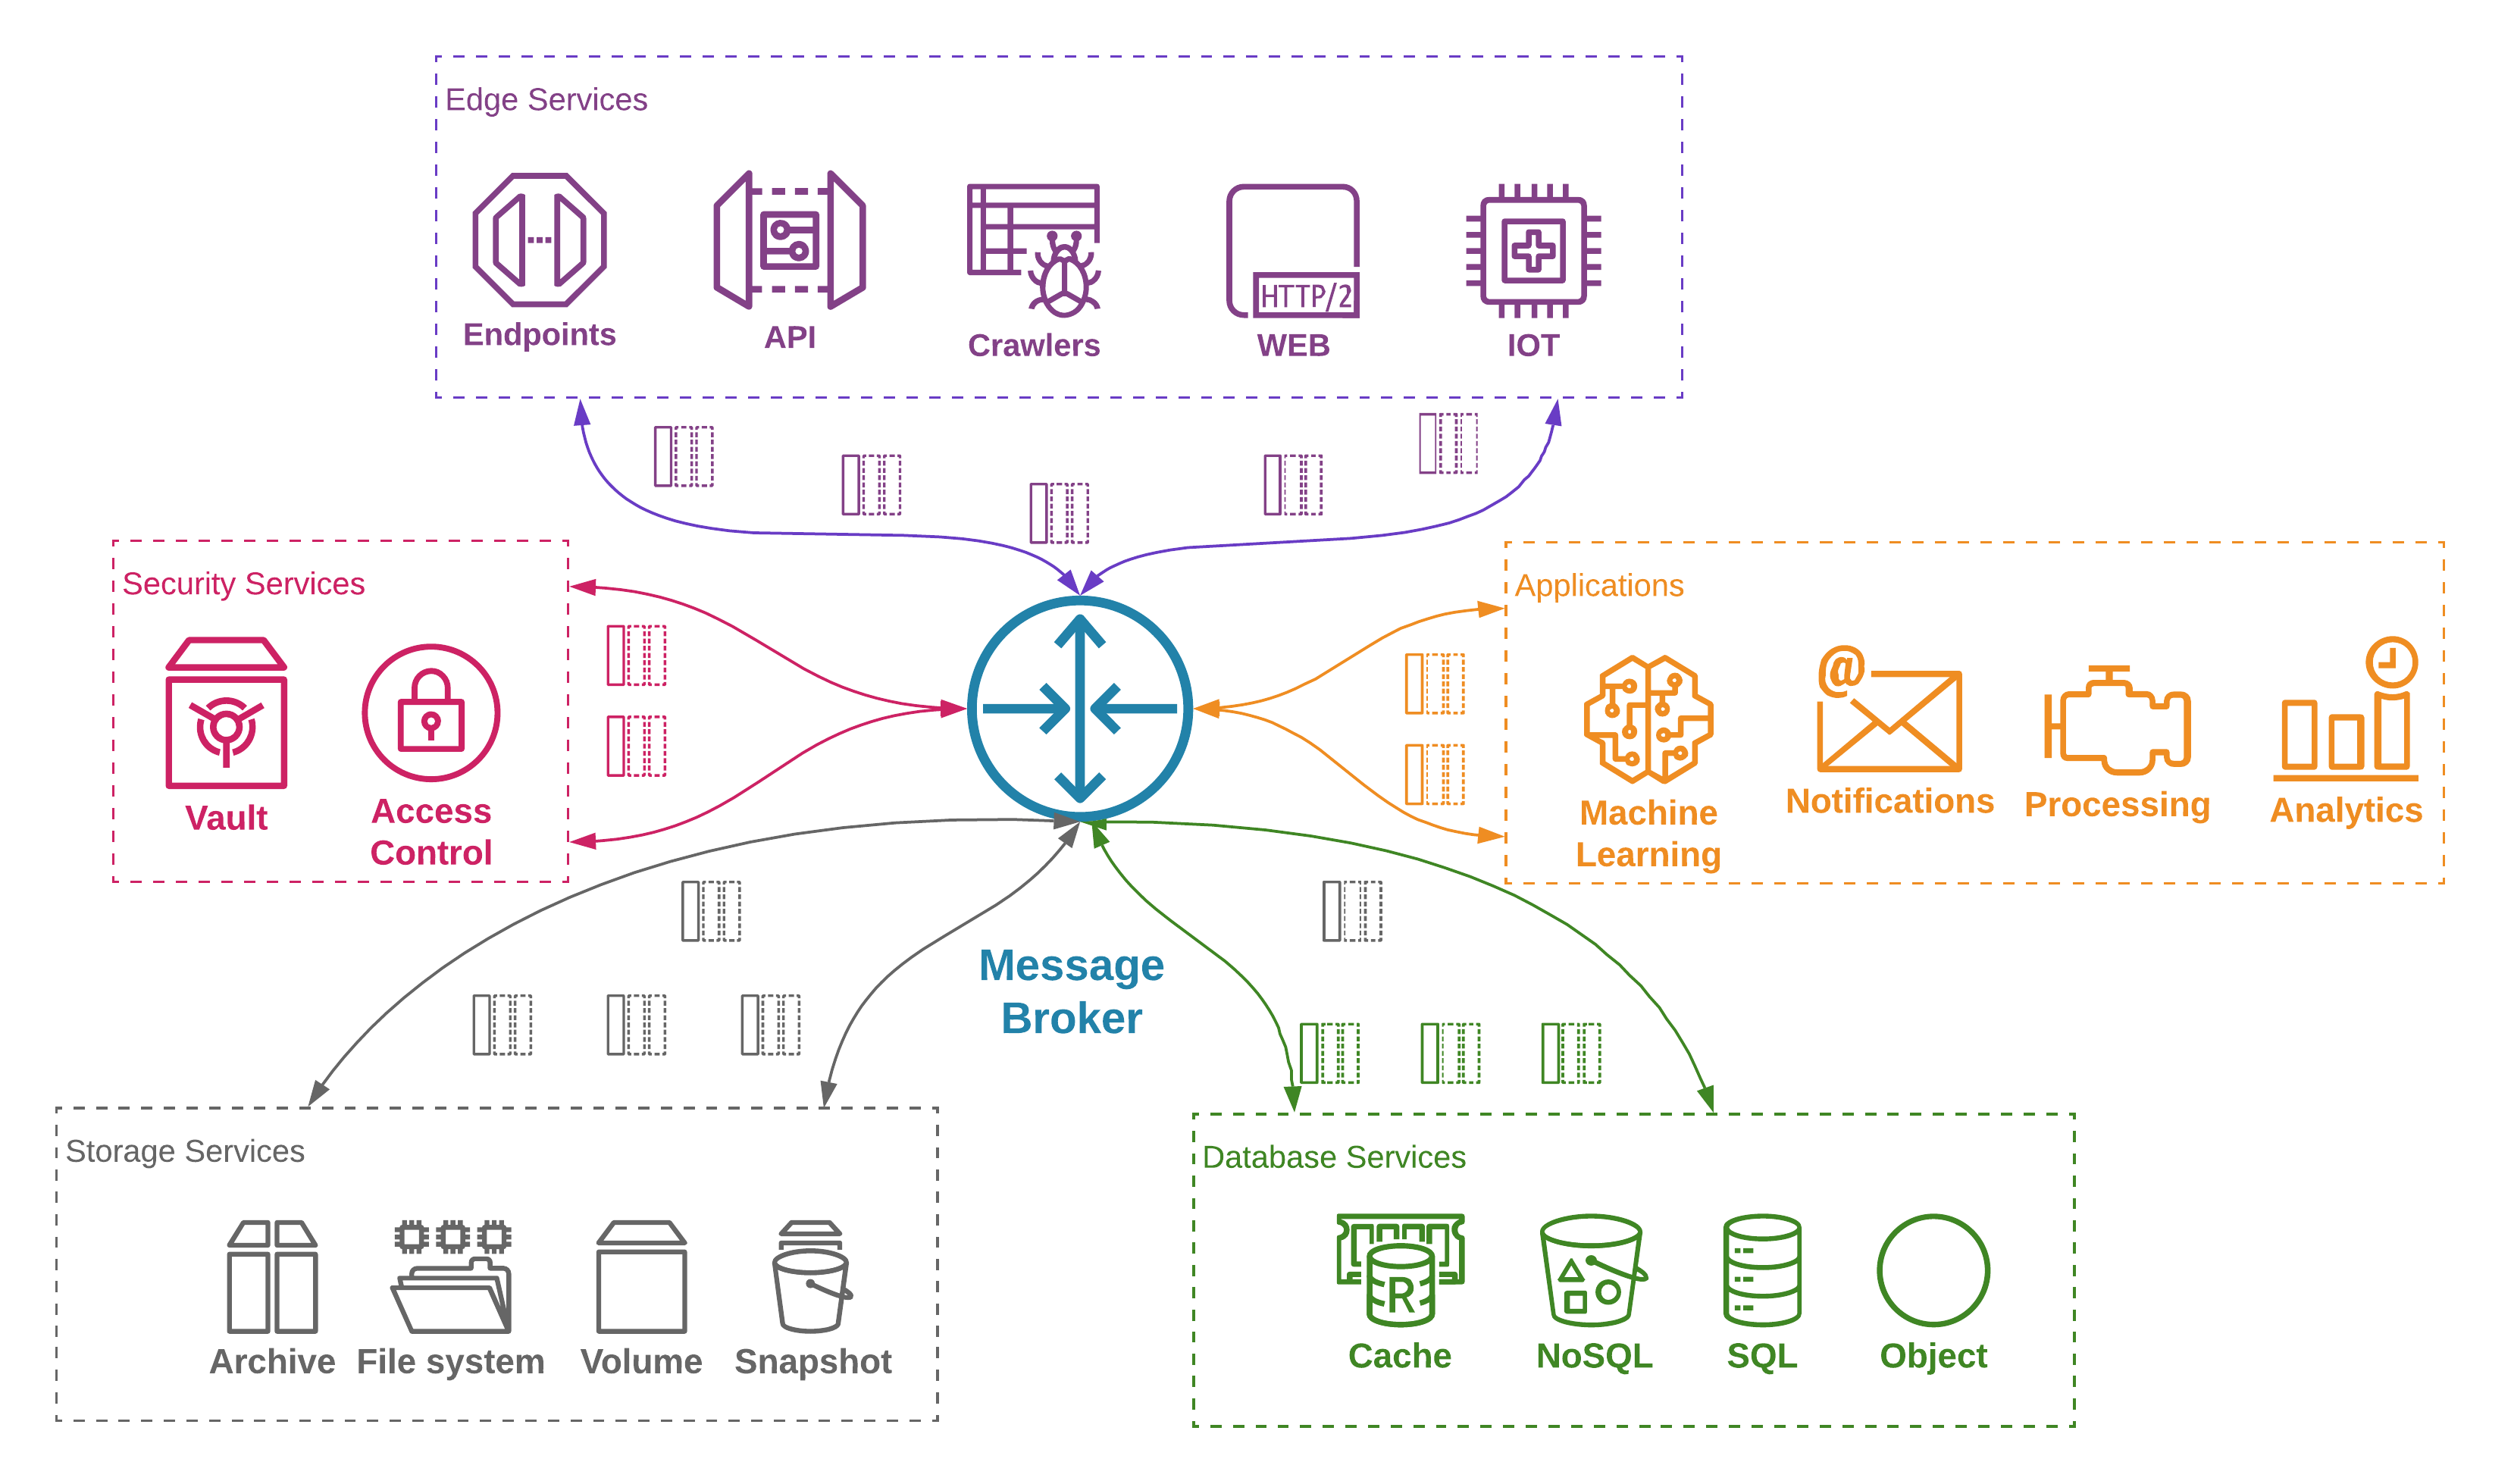 Edge Services
Endpoints
API
Crawlers
HTTP/2
WEB
IOT
Security Services
Vault
Access
Control
Applications
@
Machine
Learning
Notifications
Processing
Analytics
Message
Broker
Storage Services
Archive
File system
Volume
Snapshot
Database Services
R
Cache
NoSQL
SQL
Object